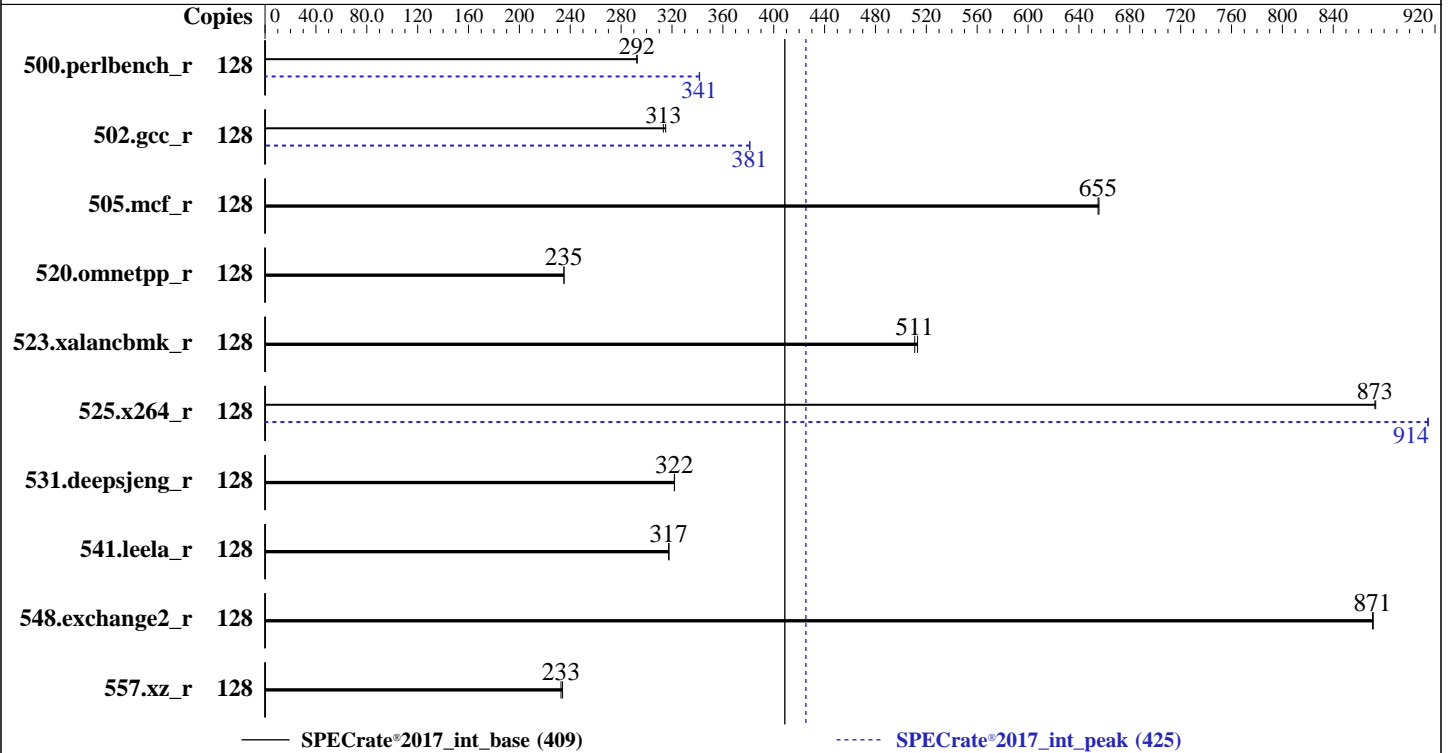 Copies 0 40.0 80.0 120 160 200 240 280 320 360 400 440 480 520 560 600 640 680 720 760 800 840 920
292
500.perlbench_r 128
341
313
502.gcc_r 128
381
655
505.mcf_r 128
235
520.omnetpp_r 128
511
523.xalancbmk_r 128
873
525.x264_r 128
914
322
531.deepsjeng_r 128
317
541.leela_r 128
871
548.exchange2_r 128
233
557.xz_r 128
SPECrate®2017_int_base (409) SPECrate®2017_int_peak (425)